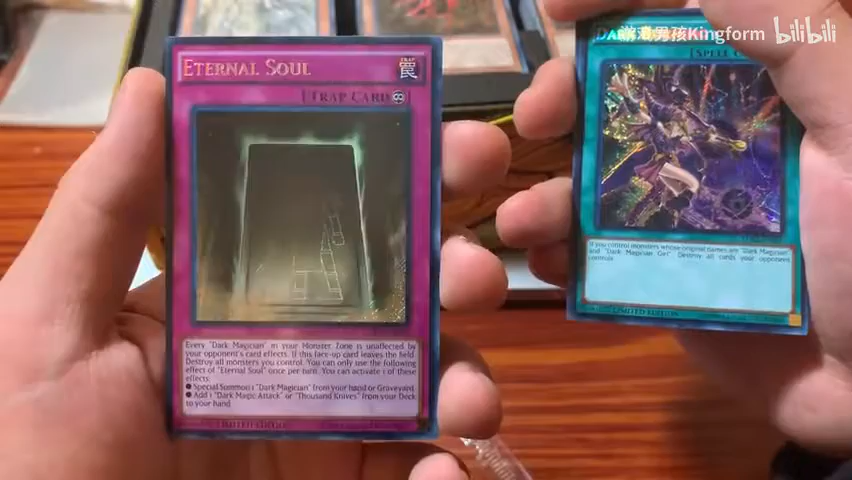 ETERNAL SOUL
TRAP
罠
[TRAP CARD
Every "Dark Magician" in your Monster Zone is unaffected by
your opponent's card effects. If this face-up card leaves the field:
Destroy all monsters you control. You can only use the following
effect of "Eternal Soul" once per turn. You can activate 1 of these
effects.
● Special Summon 1 "Dark Magician" from your hand or Graveyard.
● Add 1 "Dark Magic Attack" or "Thousand Knives" from your Deck
to your hand
LIMITED EDITION
游戏男孩Kingform bilibili
DARK
[SPELL C
If you control monsters whose original names are "Dark Magician"
and "Dark Magician Girl": Destroy all cards your opponent
controls.
LIMITED EDITION